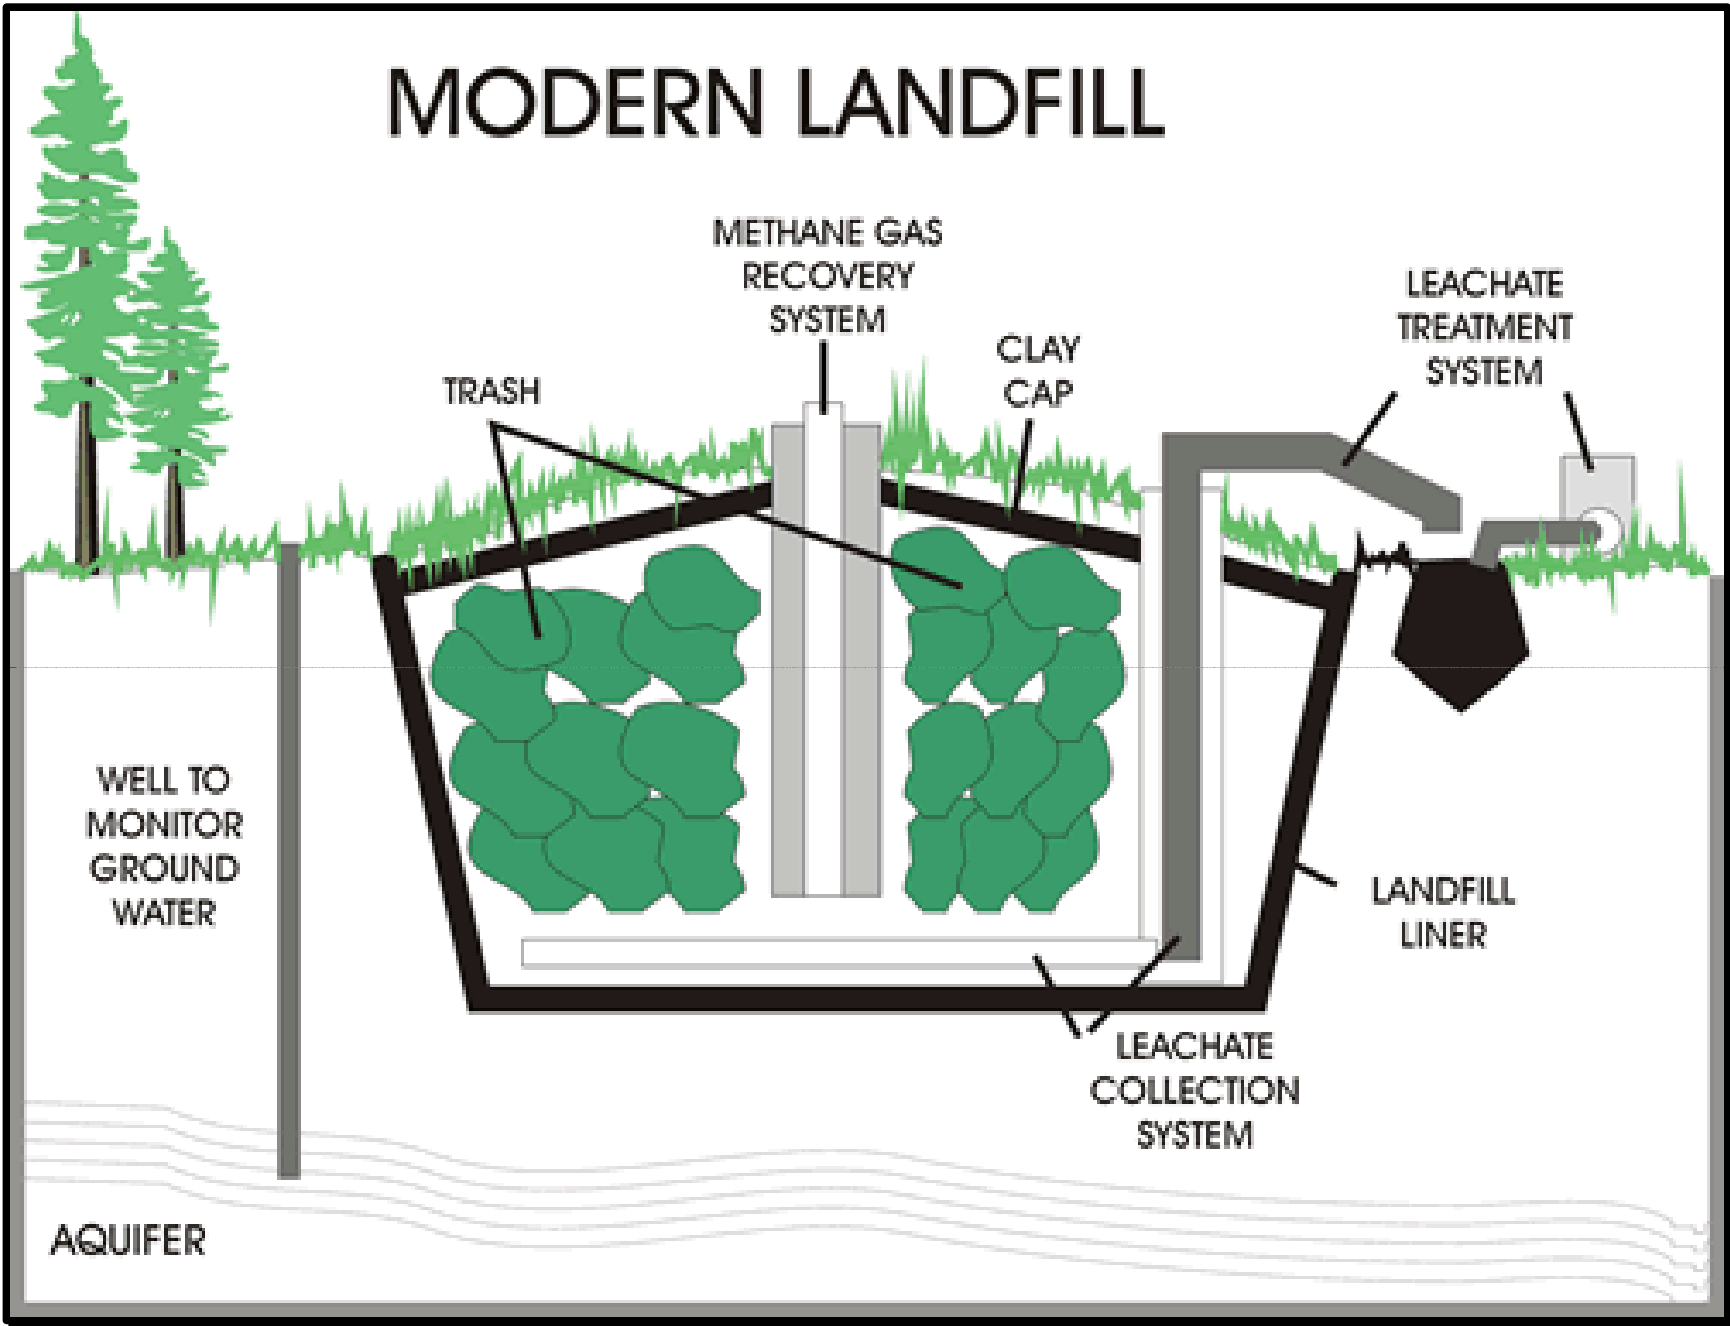 MODERN LANDFILL
METHANE GAS
RECOVERY
SYSTEM
LEACHATE
TREATMENT
SYSTEM
CLAY
CAP
TRASH
WELL TO
MONITOR
GROUND
WATER
LANDFILL
LINER
LEACHATE
COLLECTION
SYSTEM
AQUIFER